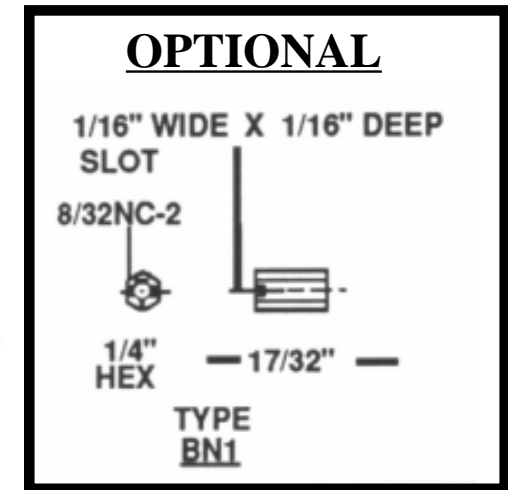 OPTIONAL
1/16" WIDE X 1/16" DEEP
SLOT
8/32NC-2
1/4"
HEX
17/32"
TYPE
BN1